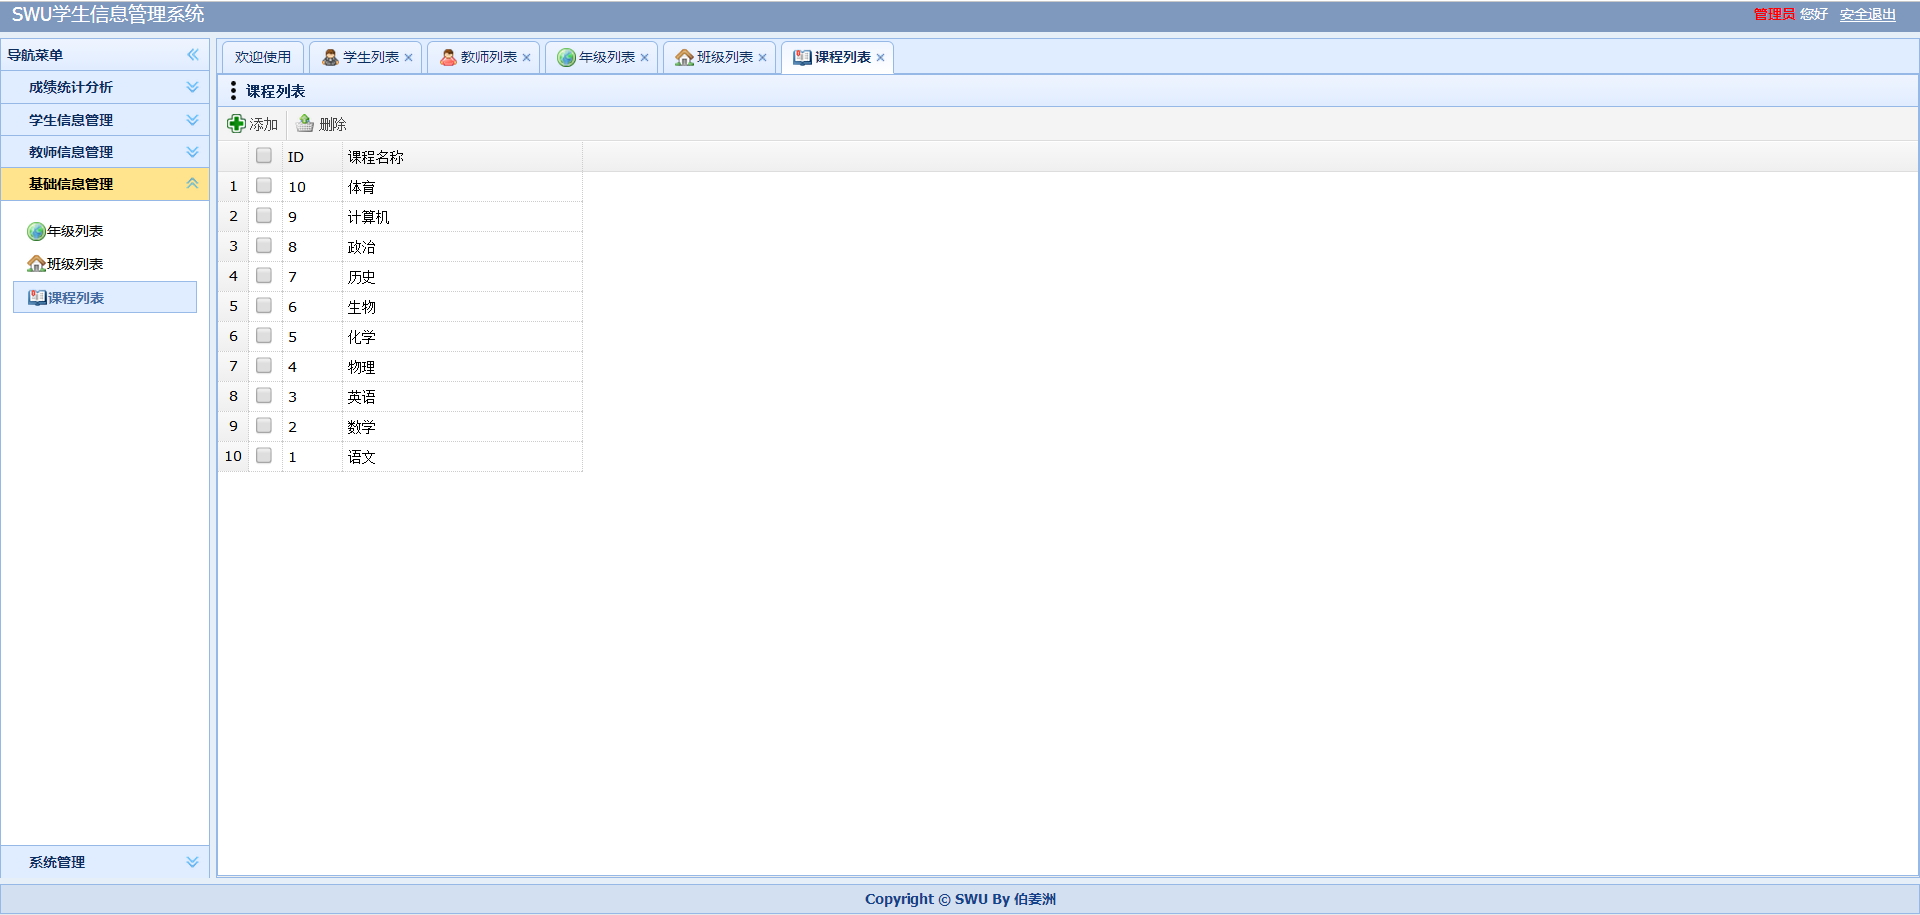 SWU学生信息管理系统
管理员 您好 安全退出
导航菜单
成绩统计分析
学生信息管理
教师信息管理
基础信息管理
年级列表
班级列表
课程列表
系统管理
欢迎使用 学生列表 教师列表 年级列表 班级列表 课程列表
课程列表
添加 删除
ID 课程名称
1 10 体育
2 9 计算机
3 8 政治
4 7 历史
5 6 生物
6 5 化学
7 4 物理
8 3 英语
9 2 数学
10 1 语文
Copyright © SWU By 伯姜洲